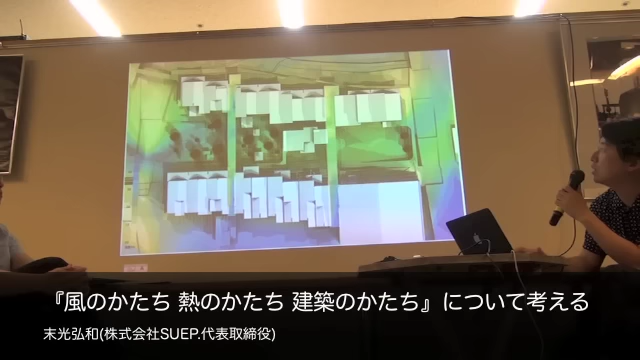 『風のかたち 熱のかたち 建築のかたち』について考える
末光弘和(株式会社SUEP.代表取締役)